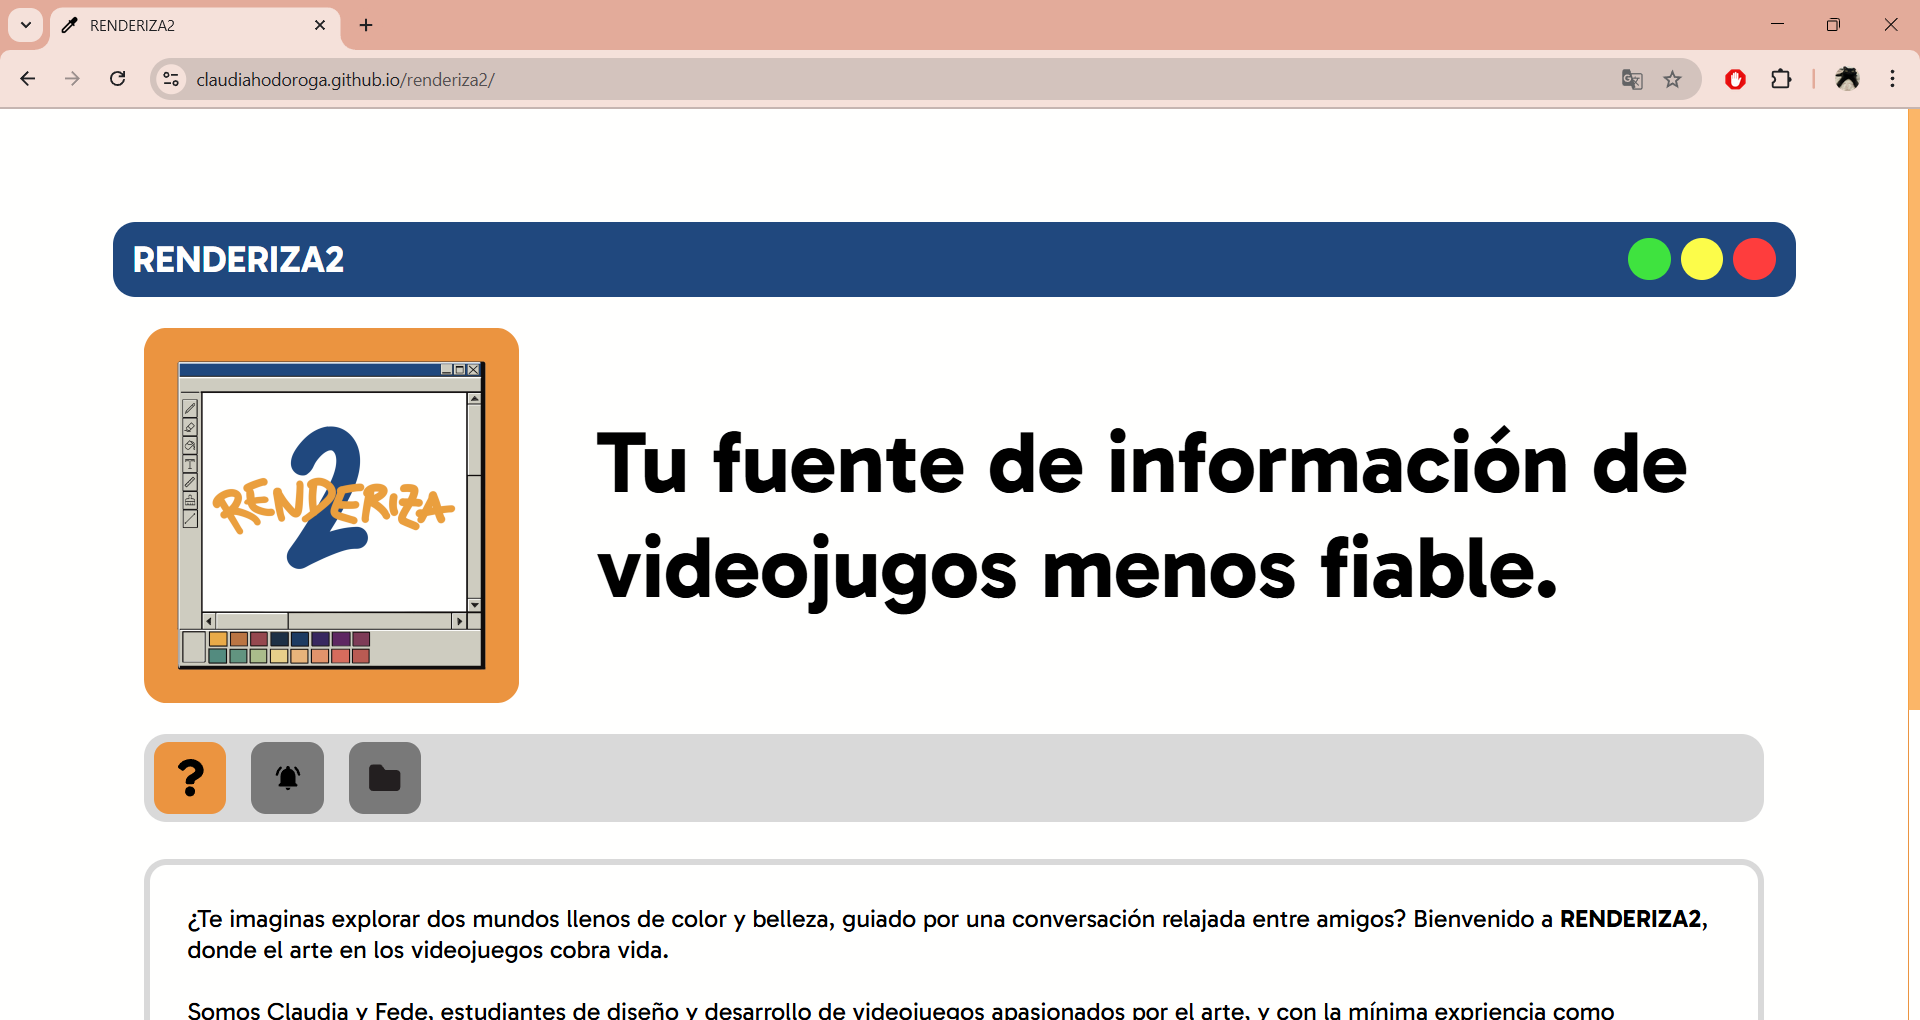 RENDERIZA2
claudiahodoroga.github.io/renderiza2/
RENDERIZA2
RENDERIZA
2
T
Tu fuente de información de
videojugos menos fiable.
?
¿Te imaginas explorar dos mundos llenos de color y belleza, guiado por una conversación relajada entre amigos? Bienvenido a RENDERIZA2,
donde el arte en los videojuegos cobra vida.
Somos Claudia y Fede, estudiantes de diseño y desarrollo de videojuegos apasionados por el arte, y con la mínima expriencia como